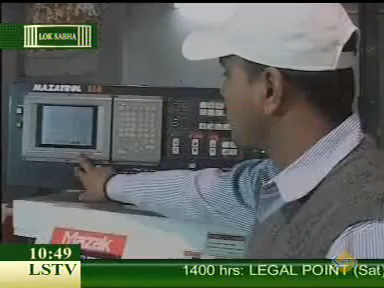 LOK SABHA
MAZATROL
Mazak
10:49
LSTV
1400 hrs: LEGAL POINT (Sat)